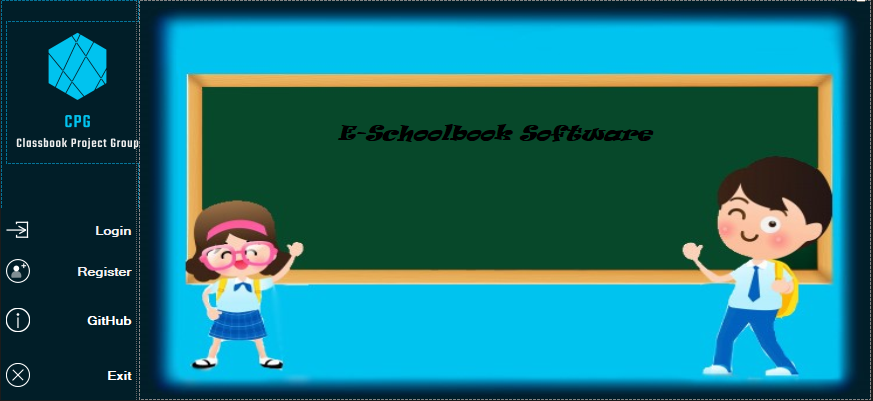 CPG
Classbook Project Group
Login
Register
GitHub
Exit
E-Schoolbook Software